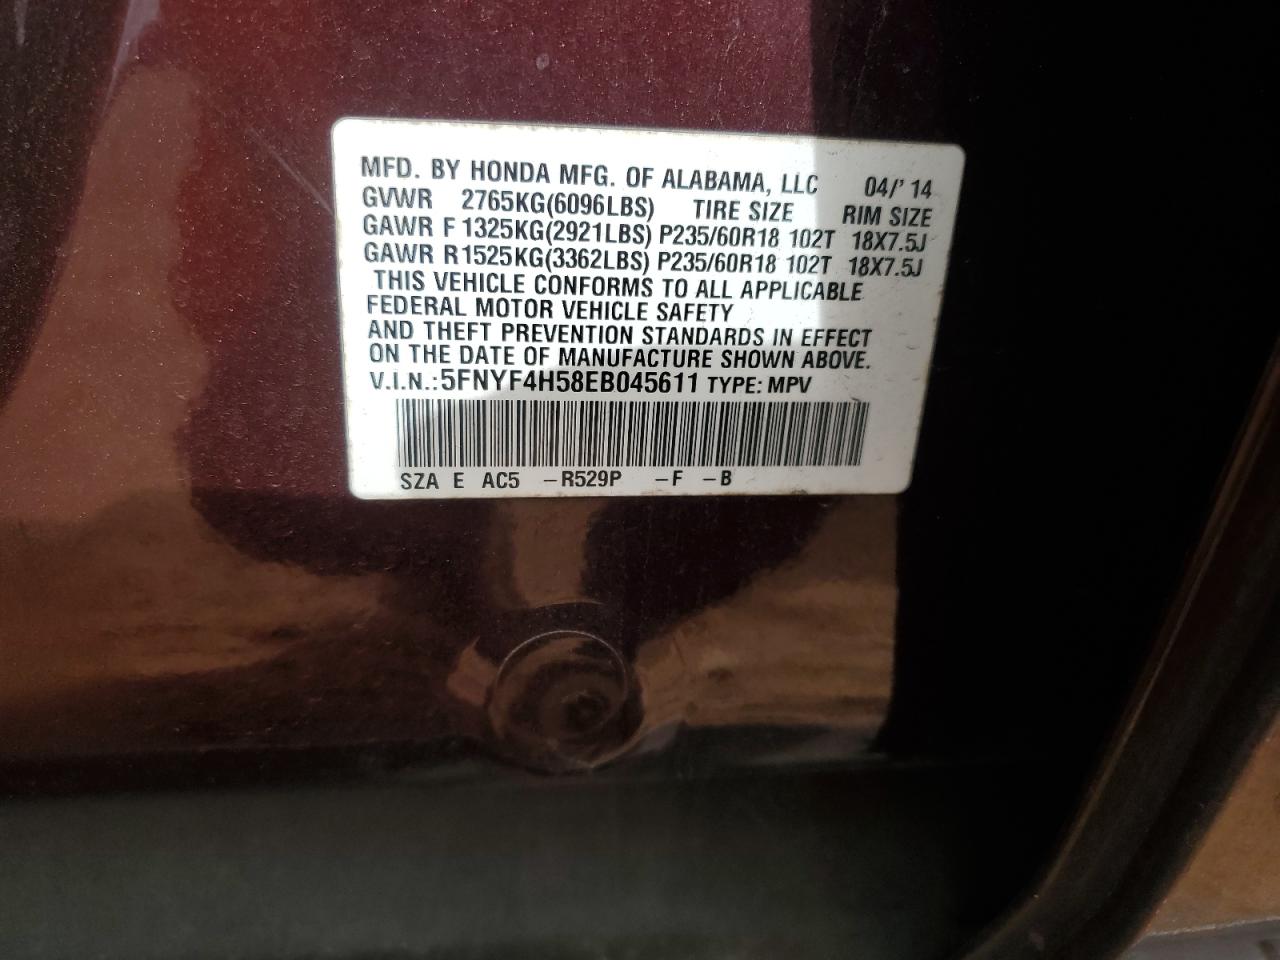 MFD. BY HONDA MFG. OF ALABAMA, LLC 04/' 14
GVWR 2765KG(6096LBS) TIRE SIZE RIM SIZE
GAWR F 1325KG(2921LBS) P235/60R18 102T 18X7.5J
GAWR R1525KG(3362LBS) P235/60R18 102T 18X7.5J
THIS VEHICLE CONFORMS TO ALL APPLICABLE
FEDERAL MOTOR VEHICLE SAFETY
AND THEFT PREVENTION STANDARDS IN EFFECT
ON THE DATE OF MANUFACTURE SHOWN ABOVE.
V.I.N.:5FNYF4H58EB045611 TYPE: MPV
SZA E AC5 –R529P –F –B